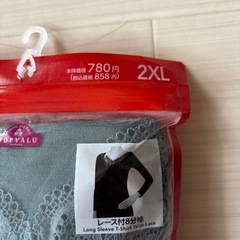 本体価格 780円
(税込価格 858円)
2XL
TOPVALU
レース付8分袖
Long Sleeve T-Shirt With Lace